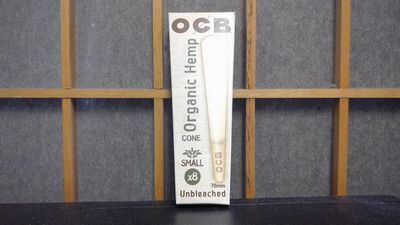 OCB
Organic Hemp
CONE
SMALL
x8
OCB
78mm
Unbleached